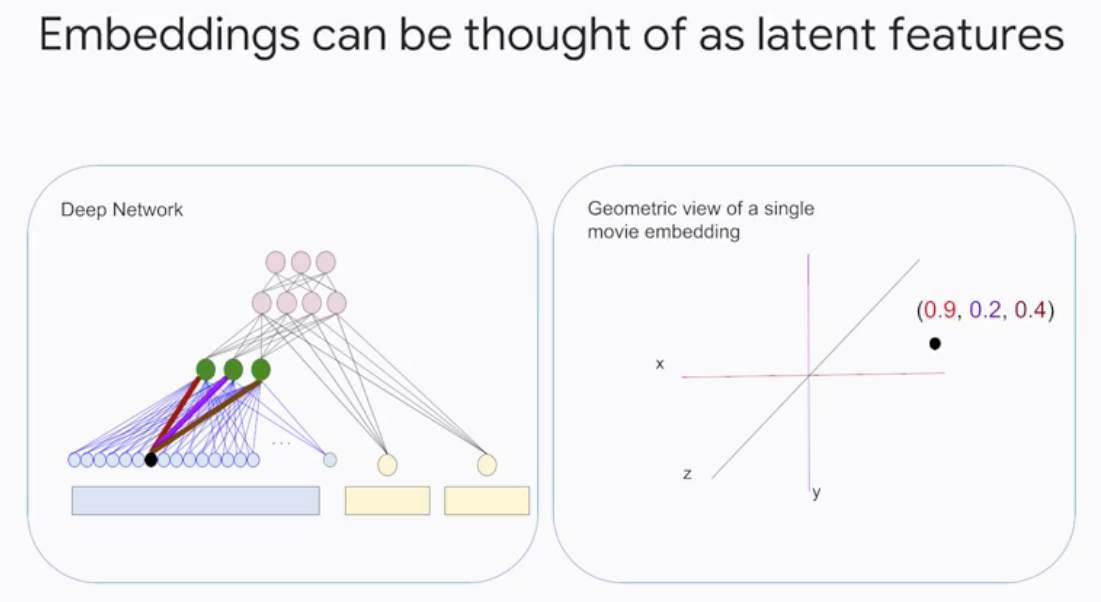 Embeddings can be thought of as latent features
Deep Network
...
Geometric view of a single
movie embedding
(0.9, 0.2, 0.4)
x
z
y